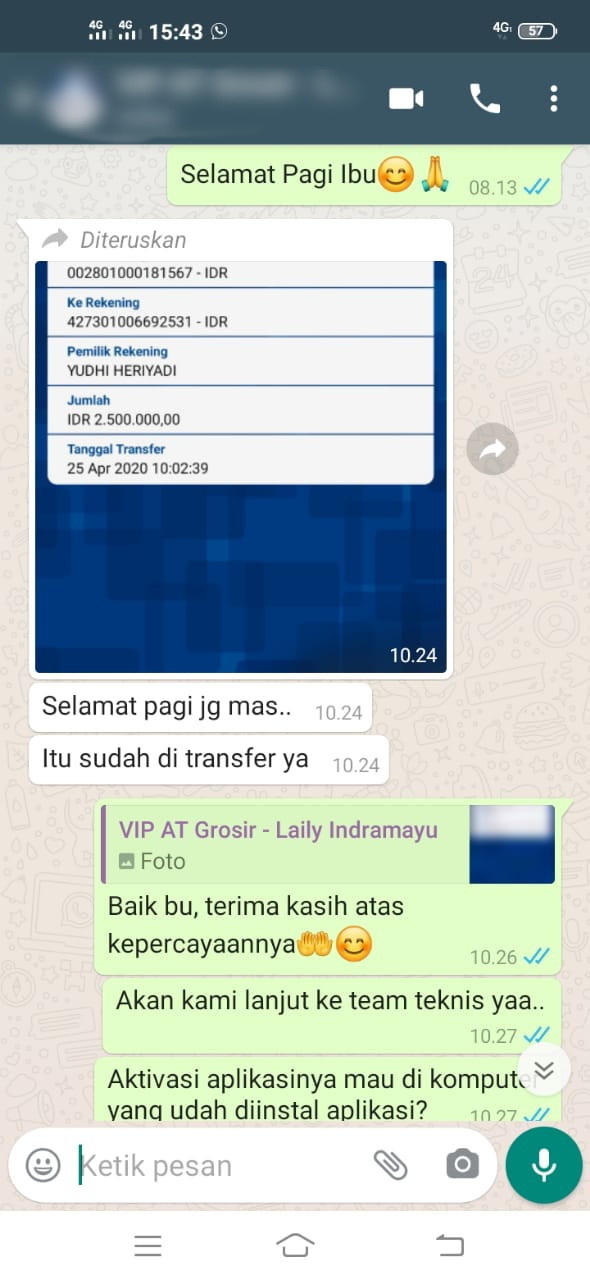 4G 4G 15:43 4G 57
Selamat Pagi Ibu😊🙏 08.13
Diteruskan
002801000181567 - IDR
Ke Rekening
427301006692531 - IDR
Pemilik Rekening
YUDHI HERIYADI
Jumlah
IDR 2.500.000,00
Tanggal Transfer
25 Apr 2020 10:02:39
10.24
Selamat pagi jg mas.. 10.24
Itu sudah di transfer ya 10.24
VIP AT Grosir - Laily Indramayu
Foto
Baik bu, terima kasih atas
kepercayaannya🤲😊 10.26
Akan kami lanjut ke team teknis yaa..
10.27
Aktivasi aplikasinya mau di komputer
yang udah diinstal aplikasi? 10.27
Ketik pesan